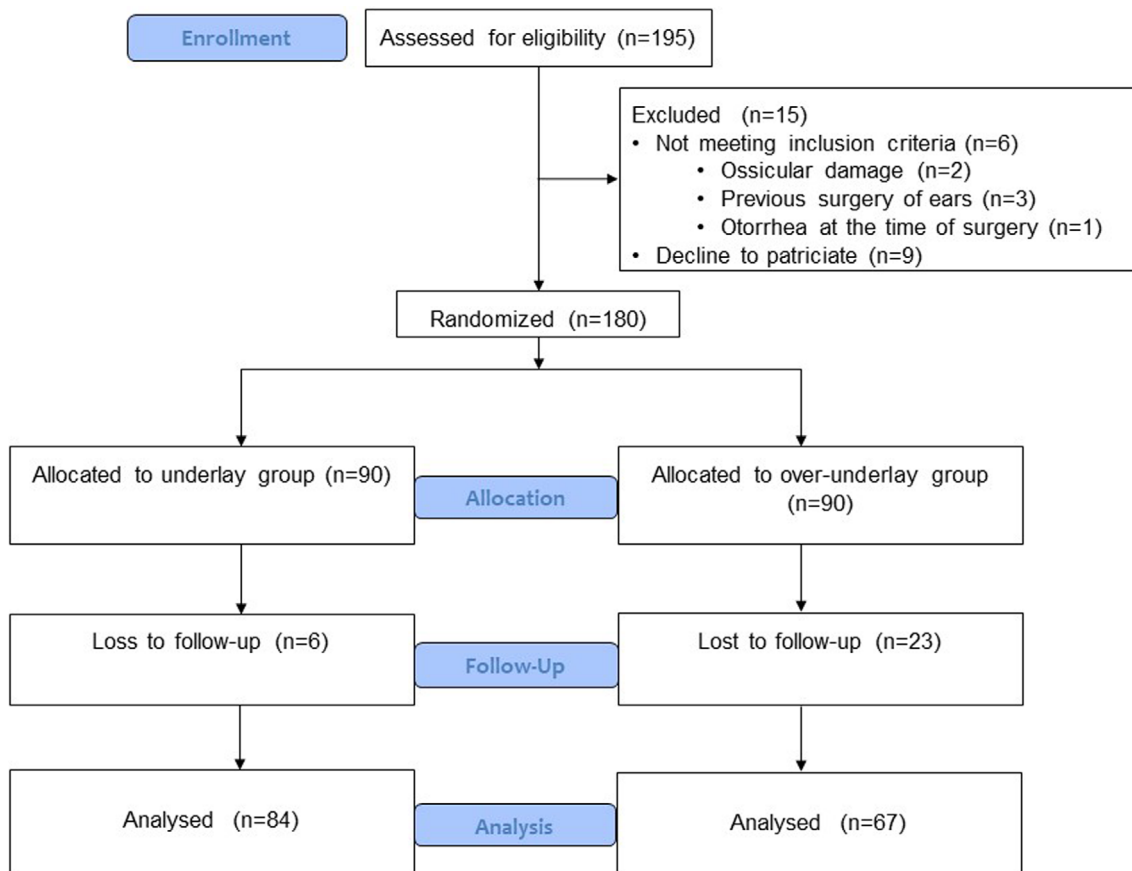 Enrollment
Assessed for eligibility (n=195)
Excluded (n=15)
• Not meeting inclusion criteria (n=6)
• Ossicular damage (n=2)
• Previous surgery of ears (n=3)
• Otorrhea at the time of surgery (n=1)
• Decline to patriciate (n=9)
Randomized (n=180)
Allocated to underlay group (n=90)
Allocation
Allocated to over-underlay group
(n=90)
Loss to follow-up (n=6)
Follow-Up
Lost to follow-up (n=23)
Analysed (n=84)
Analysis
Analysed (n=67)